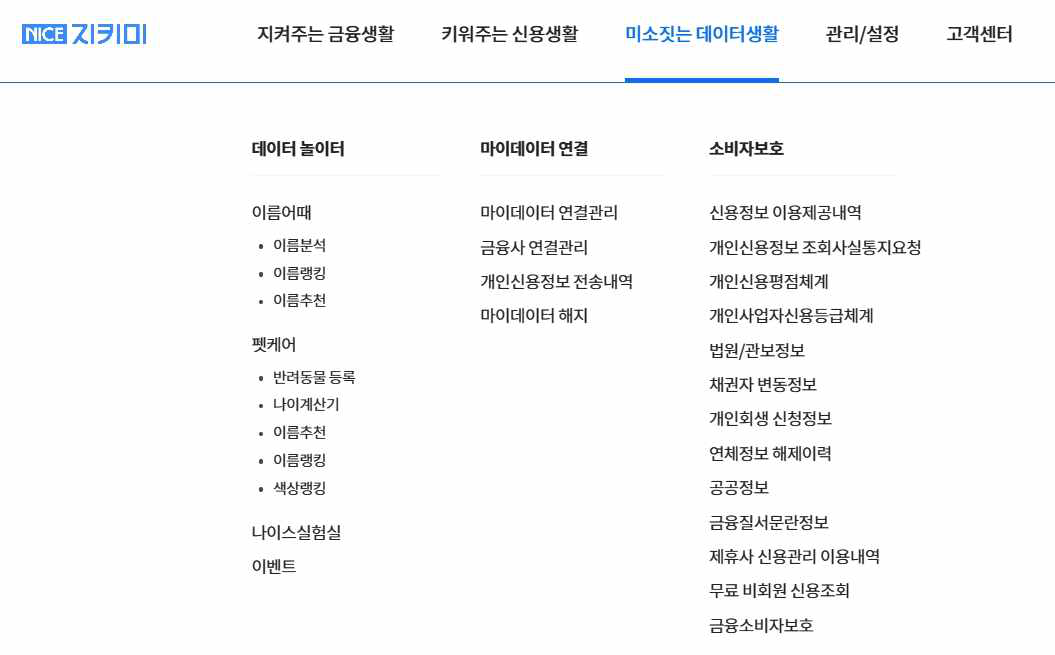 NICE 지키미
지켜주는 금융생활
키워주는 신용생활
미소짓는 데이터생활
관리/설정
고객센터
데이터 놀이터
이름어때
• 이름분석
• 이름랭킹
• 이름추천
펫케어
• 반려동물 등록
• 나이계산기
• 이름추천
• 이름랭킹
• 색상랭킹
나이스실험실
이벤트
마이데이터 연결
마이데이터 연결관리
금융사 연결관리
개인신용정보 전송내역
마이데이터 해지
소비자보호
신용정보 이용제공내역
개인신용정보 조회사실통지요청
개인신용평점체계
개인사업자신용등급체계
법원/관보정보
채권자 변동정보
개인회생 신청정보
연체정보 해제이력
공공정보
금융질서문란정보
제휴사 신용관리 이용내역
무료 비회원 신용조회
금융소비자보호